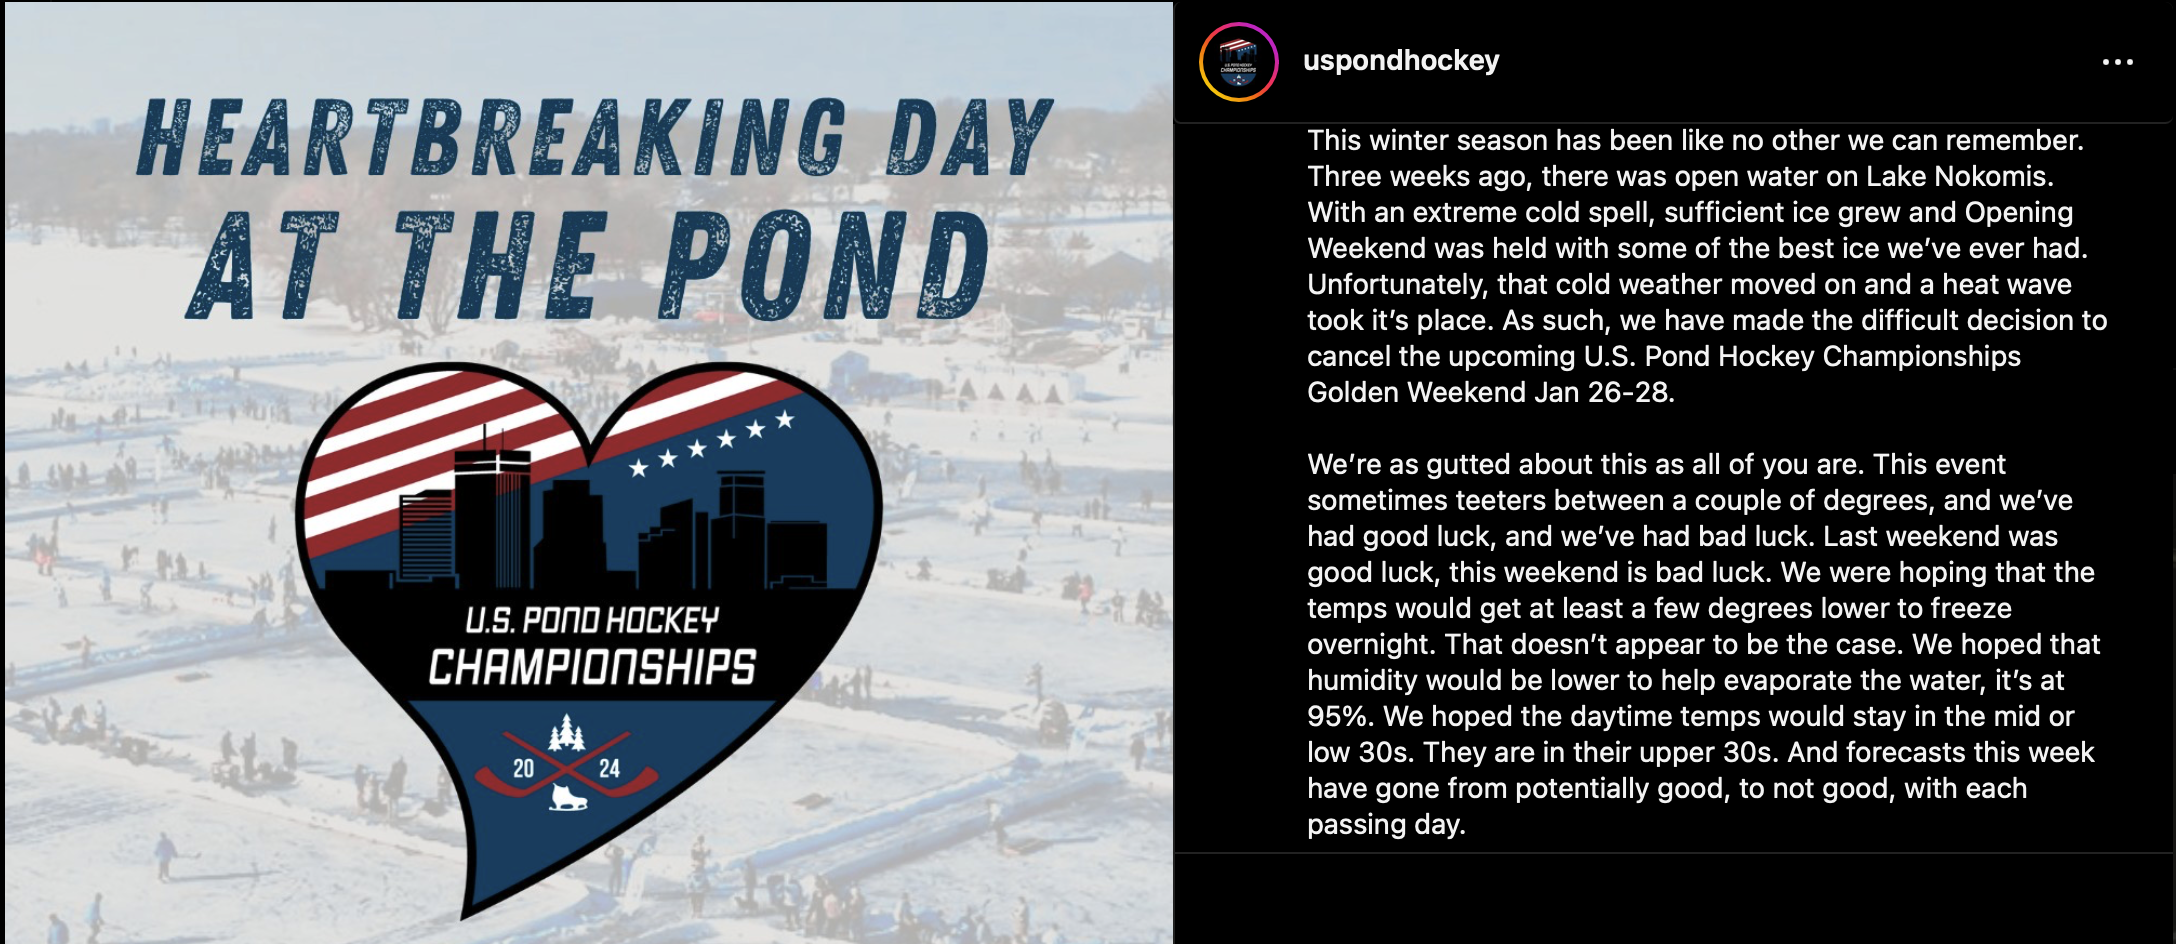 HEARTBREAKING DAY
AT THE POND
U.S. POND HOCKEY
CHAMPIONSHIPS
20 24
uspondhockey
This winter season has been like no other we can remember.
Three weeks ago, there was open water on Lake Nokomis.
With an extreme cold spell, sufficient ice grew and Opening
Weekend was held with some of the best ice we’ve ever had.
Unfortunately, that cold weather moved on and a heat wave
took it’s place. As such, we have made the difficult decision to
cancel the upcoming U.S. Pond Hockey Championships
Golden Weekend Jan 26-28.
We’re as gutted about this as all of you are. This event
sometimes teeters between a couple of degrees, and we’ve
had good luck, and we’ve had bad luck. Last weekend was
good luck, this weekend is bad luck. We were hoping that the
temps would get at least a few degrees lower to freeze
overnight. That doesn’t appear to be the case. We hoped that
humidity would be lower to help evaporate the water, it’s at
95%. We hoped the daytime temps would stay in the mid or
low 30s. They are in their upper 30s. And forecasts this week
have gone from potentially good, to not good, with each
passing day.